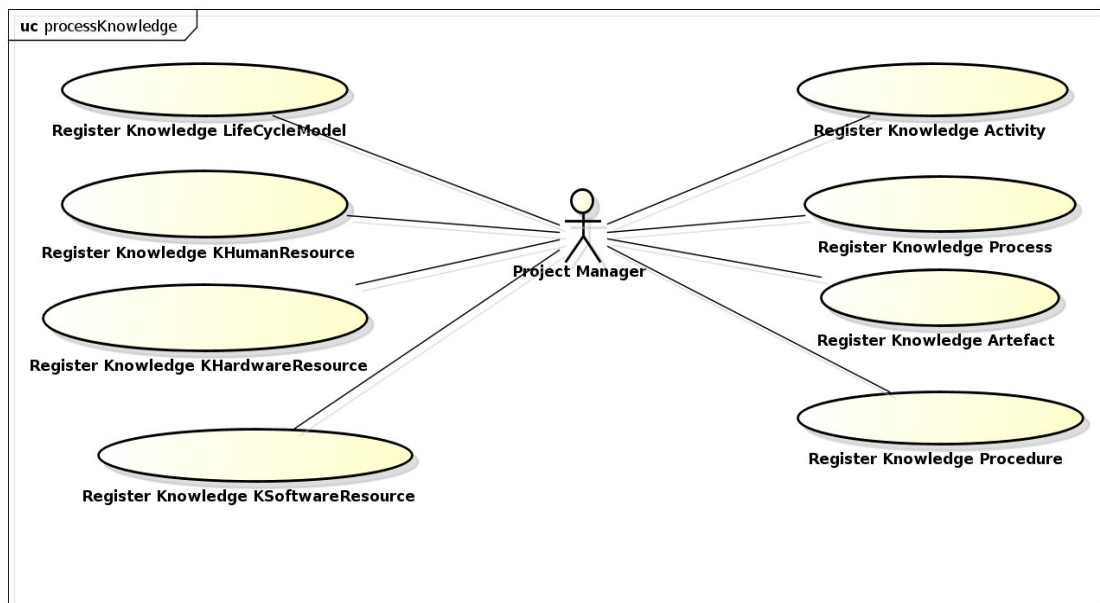 uc processKnowledge
Register Knowledge LifeCycleModel
Register Knowledge Activity
Register Knowledge KHumanResource
Register Knowledge Process
Project Manager
Register Knowledge Artefact
Register Knowledge KHardwareResource
Register Knowledge Procedure
Register Knowledge KSoftwareResource